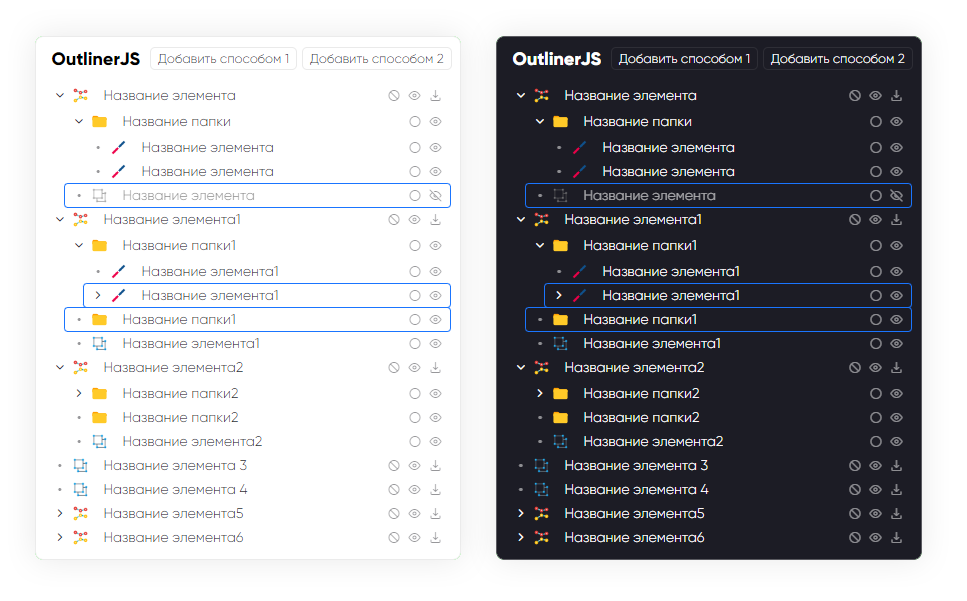 OutlinerJS Добавить способом 1 Добавить способом 2
Название элемента
Название папки
Название элемента
Название элемента
Название элемента
Название элемента1
Название папки1
Название элемента1
Название элемента1
Название папки1
Название элемента1
Название элемента2
Название папки2
Название папки2
Название элемента2
Название элемента 3
Название элемента 4
Название элемента5
Название элемента6
OutlinerJS Добавить способом 1 Добавить способом 2
Название элемента
Название папки
Название элемента
Название элемента
Название элемента
Название элемента1
Название папки1
Название элемента1
Название элемента1
Название папки1
Название элемента1
Название элемента2
Название папки2
Название папки2
Название элемента2
Название элемента 3
Название элемента 4
Название элемента5
Название элемента6